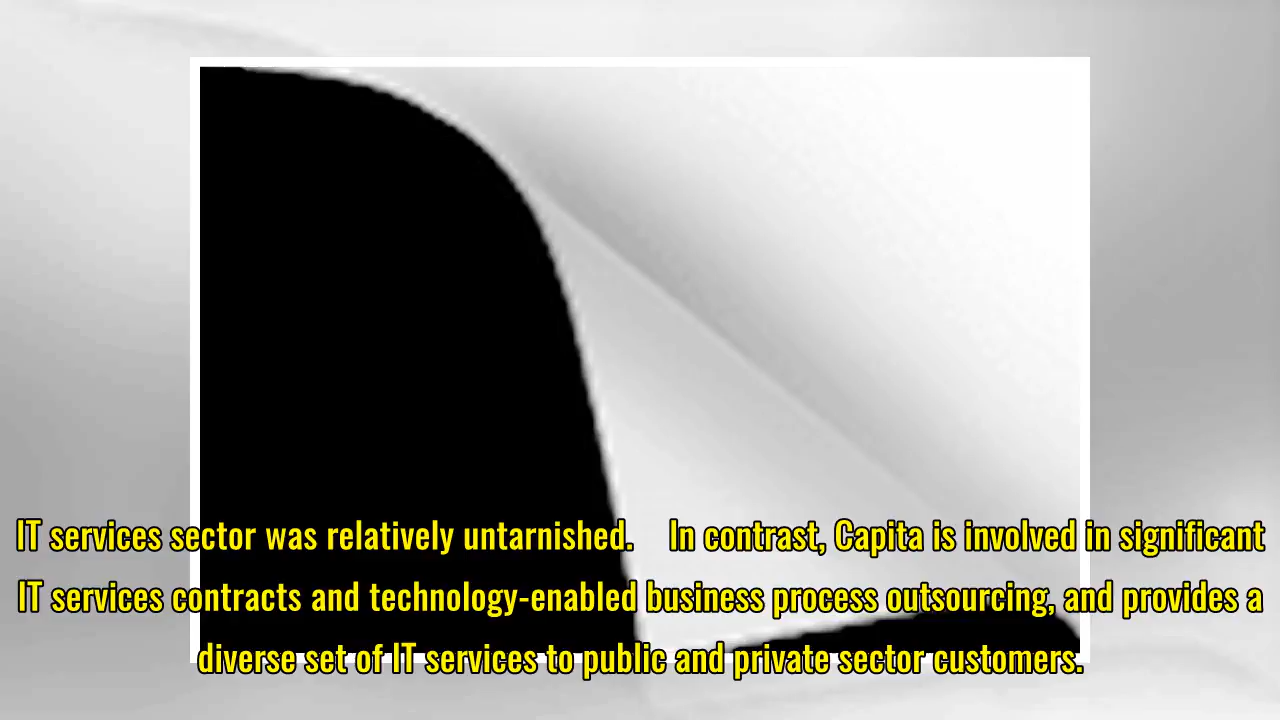 IT services sector was relatively untarnished. In contrast, Capita is involved in significant
IT services contracts and technology-enabled business process outsourcing, and provides a
diverse set of IT services to public and private sector customers.